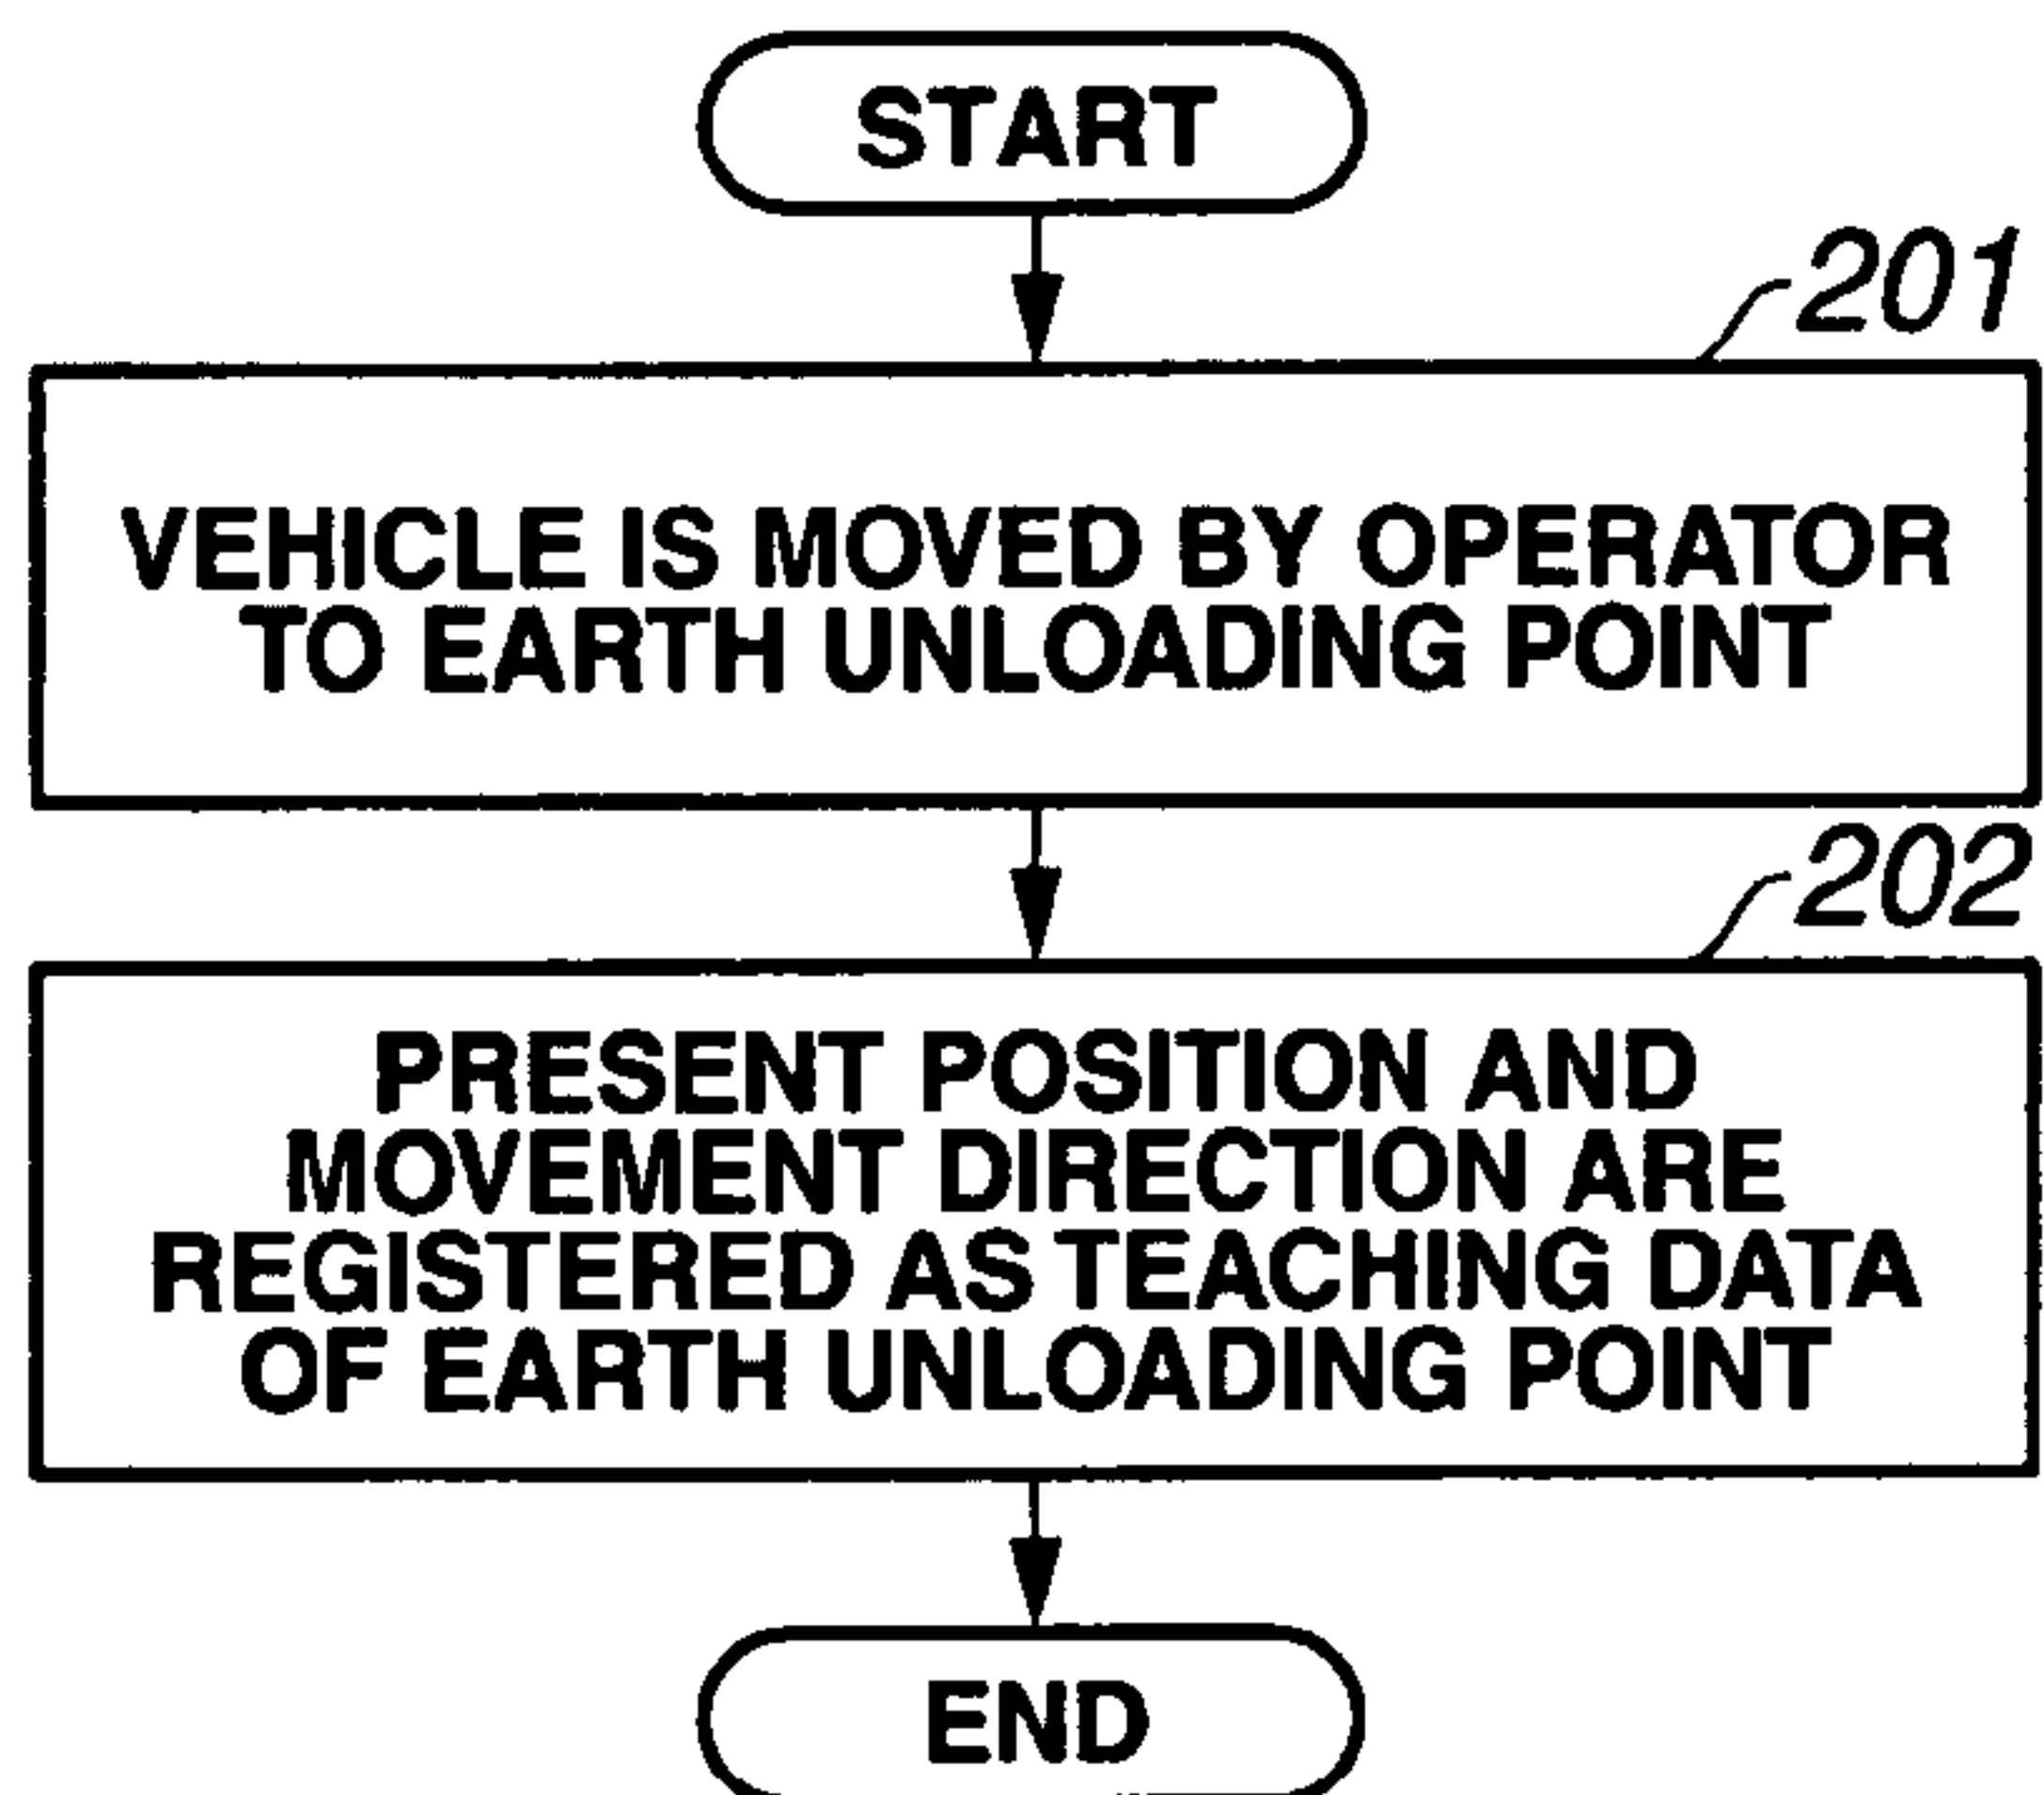 START
201
VEHICLE IS MOVED BY OPERATOR
TO EARTH UNLOADING POINT
202
PRESENT POSITION AND
MOVEMENT DIRECTION ARE
REGISTERED AS TEACHING DATA
OF EARTH UNLOADING POINT
END